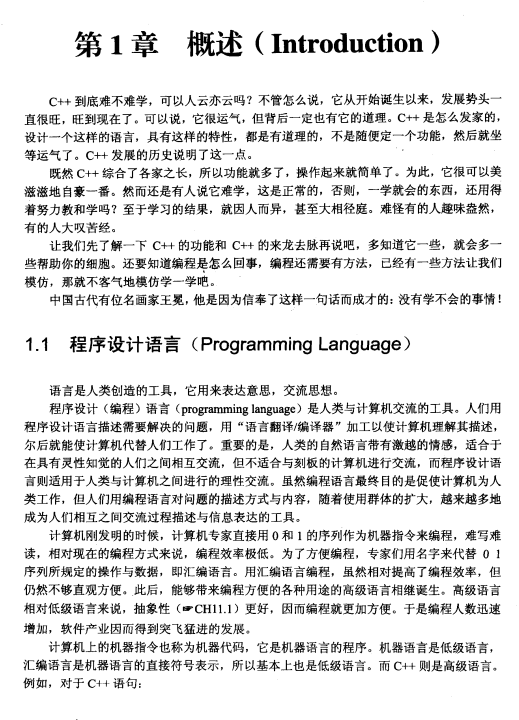 第 1 章　概述（Introduction）
C++ 到底难不难学，可以人云亦云吗？不管怎么说，它从开始诞生以来，发展势头一
直很旺，旺到现在了。可以说，它很运气，但背后一定也有它的道理。C++ 是怎么发家的，
设计一个这样的语言，具有这样的特性，都是有道理的，不是随便定一个功能，然后就坐
等运气了。C++ 发展的历史说明了这一点。
既然 C++ 综合了各家之长，所以功能就多了，操作起来就简单了。为此，它很可以美
滋滋地自豪一番。然而还是有人说它难学，这是正常的，否则，一学就会的东西，还用得
着努力教和学吗？至于学习的结果，就因人而异，甚至大相径庭。难怪有的人趣味盎然，
有的人大叹苦经。
让我们先了解一下 C++ 的功能和 C++ 的来龙去脉再说吧，多知道它一些，就会多一
些帮助你的细胞。还要知道编程是怎么回事，编程还需要有方法，已经有一些方法让我们
模仿，那就不客气地模仿学一学吧。
中国古代有位名画家王冕，他是因为信奉了这样一句话而成才的：没有学不会的事情！
1.1　程序设计语言（Programming Language）
语言是人类创造的工具，它用来表达意思，交流思想。
程序设计（编程）语言（programming language）是人类与计算机交流的工具。人们用
程序设计语言描述需要解决的问题，用“语言翻译/编译器”加工以使计算机理解其描述，
尔后就能使计算机代替人们工作了。重要的是，人类的自然语言带有激越的情感，适合于
在具有灵性知觉的人们之间相互交流，但不适合与刻板的计算机进行交流，而程序设计语
言则适用于人类与计算机之间进行的理性交流。虽然编程语言最终目的是促使计算机为人
类工作，但人们用编程语言对问题的描述方式与内容，随着使用群体的扩大，越来越多地
成为人们相互之间交流过程描述与信息表达的工具。
计算机刚发明的时候，计算机专家直接用 0 和 1 的序列作为机器指令来编程，难写难
读，相对现在的编程方式来说，编程效率极低。为了方便编程，专家们用名字来代替 0 1
序列所规定的操作与数据，即汇编语言。用汇编语言编程，虽然相对提高了编程效率，但
仍然不够直观方便。此后，能够带来编程方便的各种用途的高级语言相继诞生。高级语言
相对低级语言来说，抽象性（☛CH11.1）更好，因而编程就更加方便。于是编程人数迅速
增加，软件产业因而得到突飞猛进的发展。
计算机上的机器指令也称为机器代码，它是机器语言的程序。机器语言是低级语言，
汇编语言是机器语言的直接符号表示，所以基本上也是低级语言。而 C++ 则是高级语言。
例如，对于 C++ 语句：